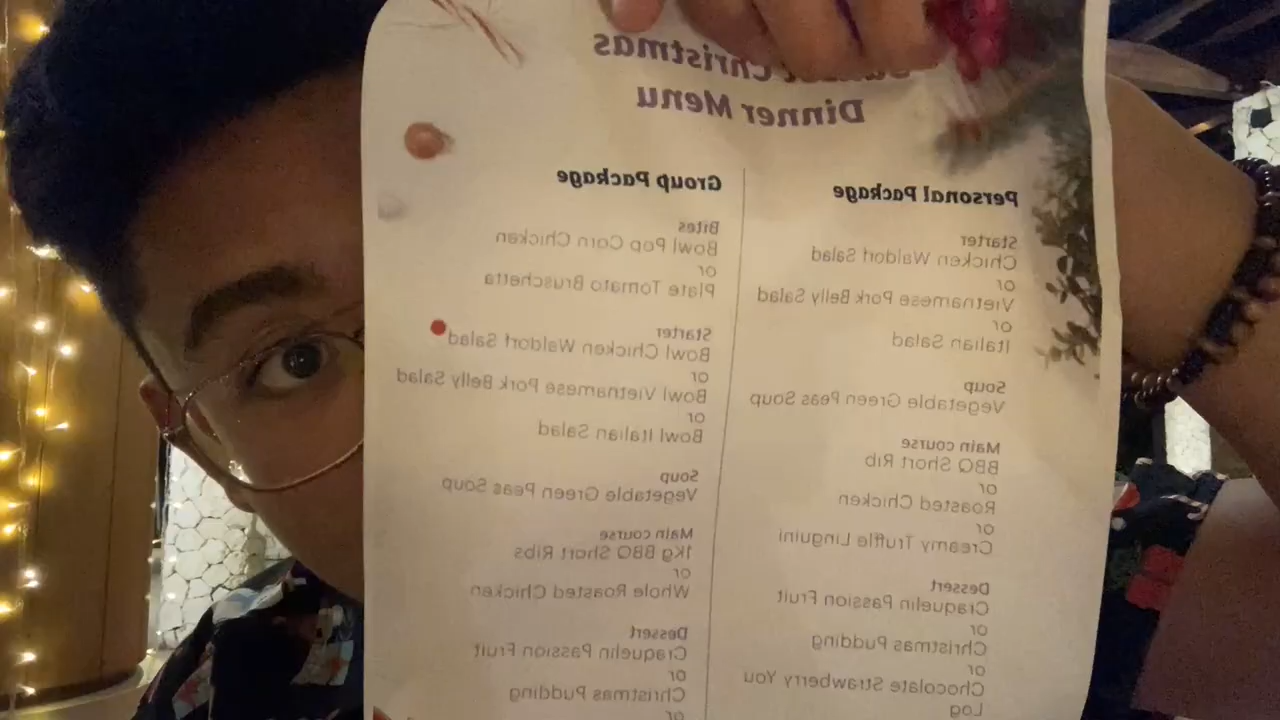 Christmas
Dinner Menu
Personal Package
Starter
Chicken Waldorf Salad
or
Vietnamese Pork Belly Salad
or
Italian Salad
Soup
Vegetable Green Peas Soup
Main course
BBQ Short Rib
or
Roasted Chicken
or
Creamy Truffle Linguini
Dessert
Craquelin Passion Fruit
or
Christmas Pudding
or
Chocolate Strawberry You
Log
Group Package
Bites
Bowl Pop Corn Chicken
or
Plate Tomato Bruschetta
Starter
Bowl Chicken Waldorf Salad
or
Bowl Vietnamese Pork Belly Salad
or
Bowl Italian Salad
Soup
Vegetable Green Peas Soup
Main course
1Kg BBQ Short Ribs
or
Whole Roasted Chicken
Dessert
Craquelin Passion Fruit
or
Christmas Pudding
or